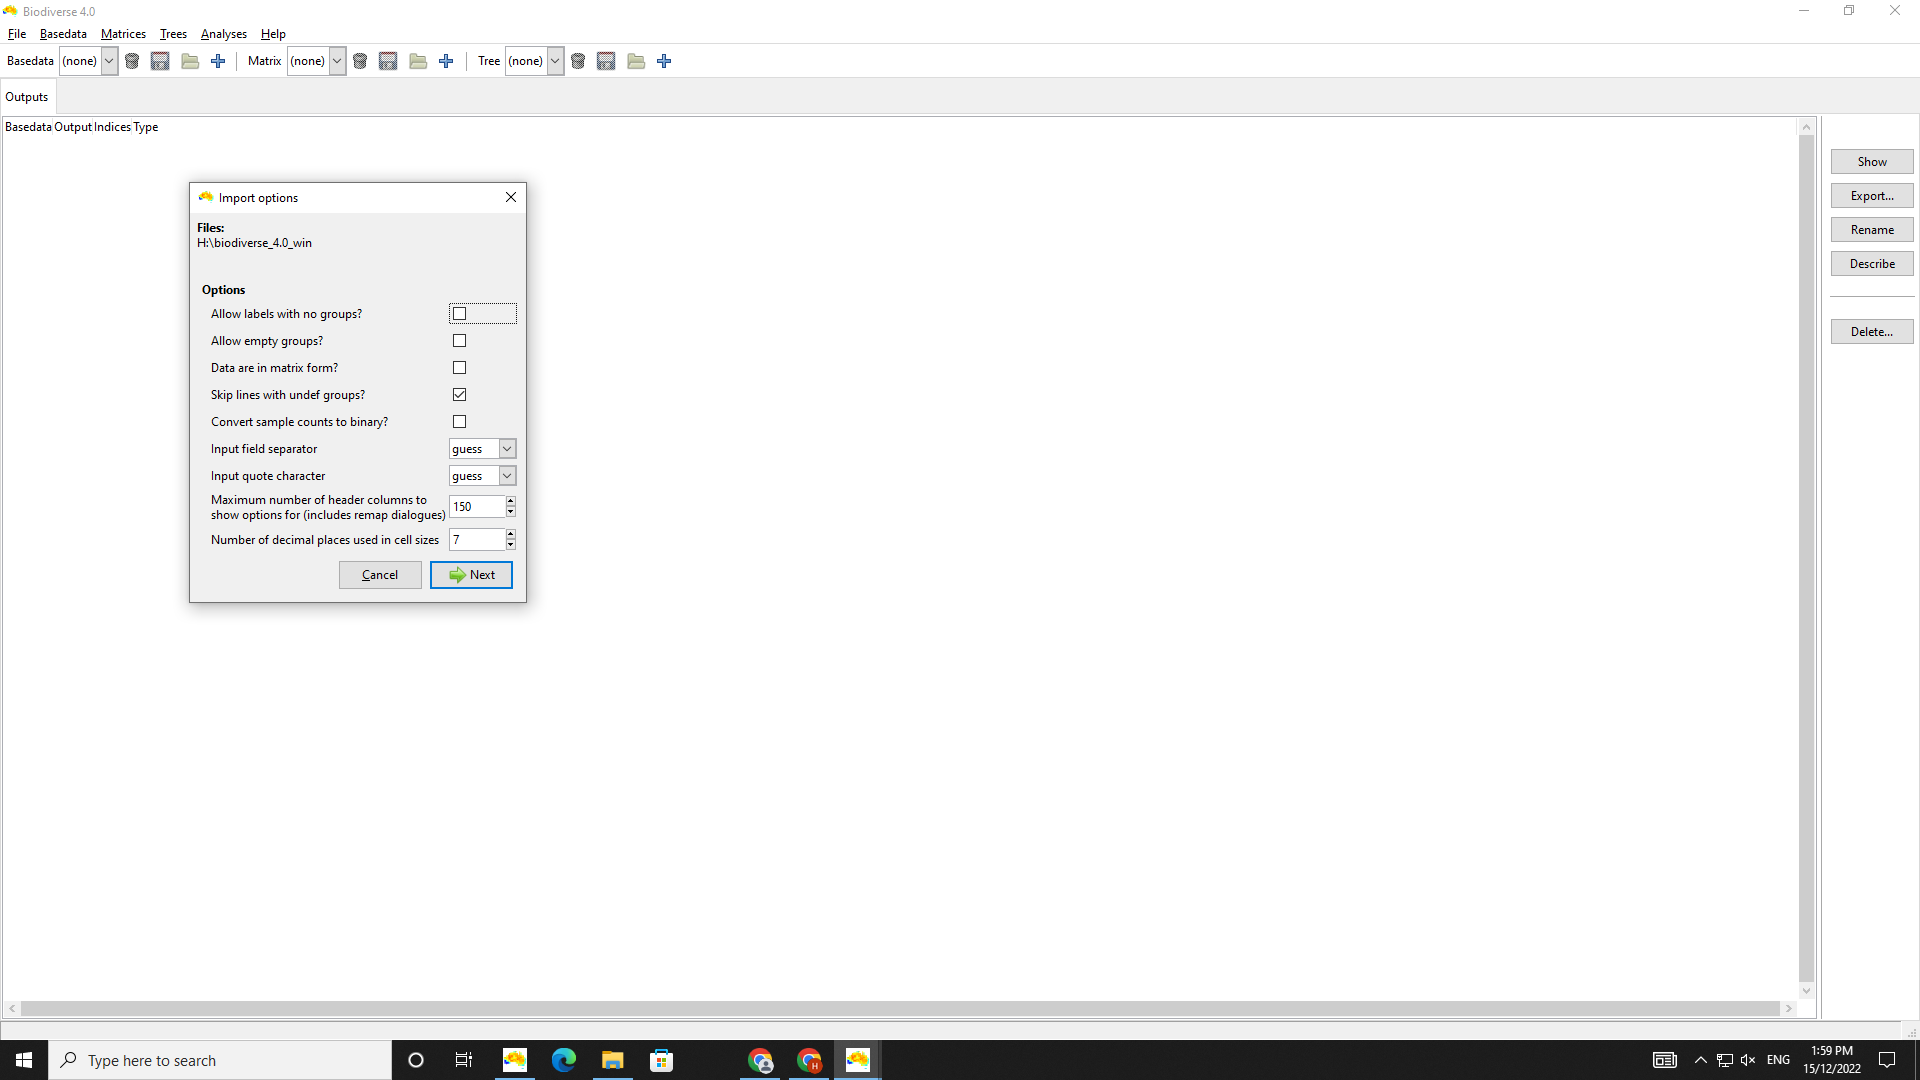 Biodiverse 4.0
File Basedata Matrices Trees Analyses Help
Basedata (none) Matrix (none) Tree (none)
Outputs
Basedata Output Indices Type
Show
Export...
Rename
Describe
Delete...
Import options
Files:
H:\biodiverse_4.0_win
Options
Allow labels with no groups?
Allow empty groups?
Data are in matrix form?
Skip lines with undef groups?
Convert sample counts to binary?
Input field separator guess
Input quote character guess
Maximum number of header columns to
show options for (includes remap dialogues) 150
Number of decimal places used in cell sizes 7
Cancel Next
Type here to search
H
ENG
1:59 PM
15/12/2022